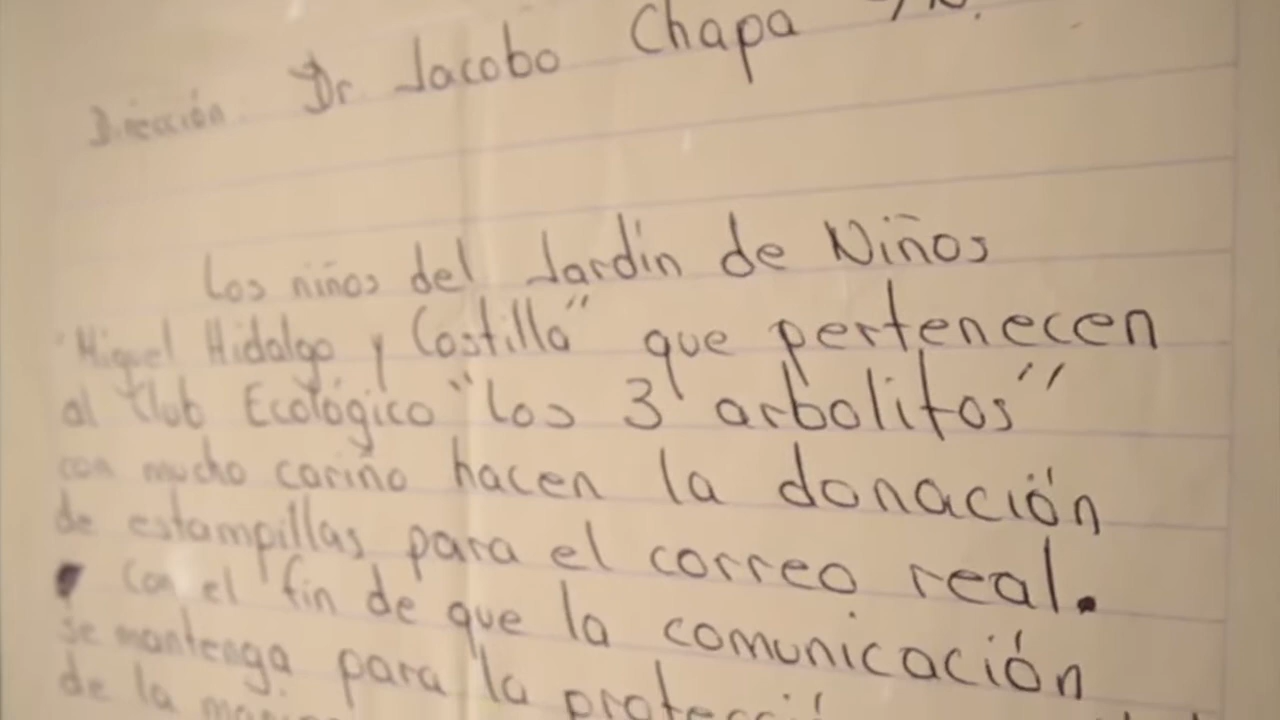 Dirección. Dr Jacobo Chapa
Los niños del Jardín de Niños
"Miguel Hidalgo y Costilla" que pertenecen
al Club Ecológico "los 3 arbolitos"
con mucho cariño hacen la donación
de estampillas para el correo real.
Con el fin de que la comunicación
se mantenga para la
de la